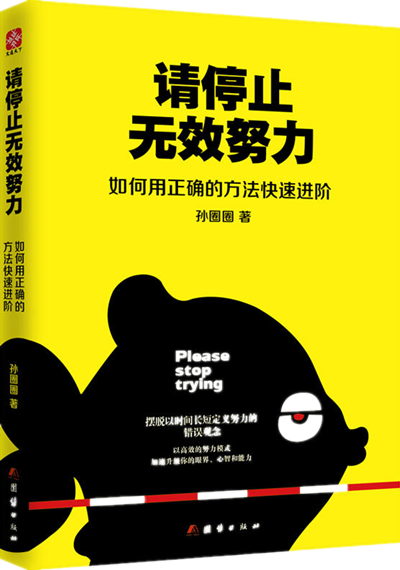 请停止无效努力
如何用正确的
方法快速进阶
孙圈圈 著
请停止
无效努力
如何用正确的方法快速进阶
孙圈圈 著
Please
stop
trying
摆脱以时间长短定义努力的
错误观念
以高效的努力模式
加速升级你的眼界、心智和能力
团结出版社